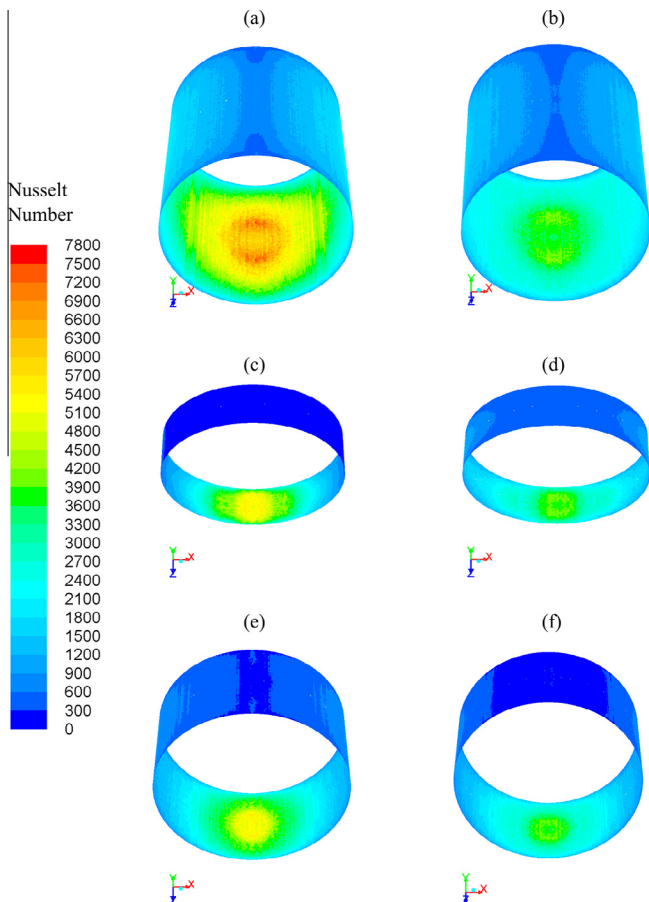 (a)
(b)
Nusselt
Number
7800
7500
7200
6900
6600
6300
6000
5700
5400
5100
4800
4500
4200
3900
3600
3300
3000
2700
2400
2100
1800
1500
1200
900
600
300
0
Y
X
Z
Y
X
Z
(c)
(d)
Y
X
Z
Y
X
Z
(e)
(f)
Y
X
Z
Y
X
Z